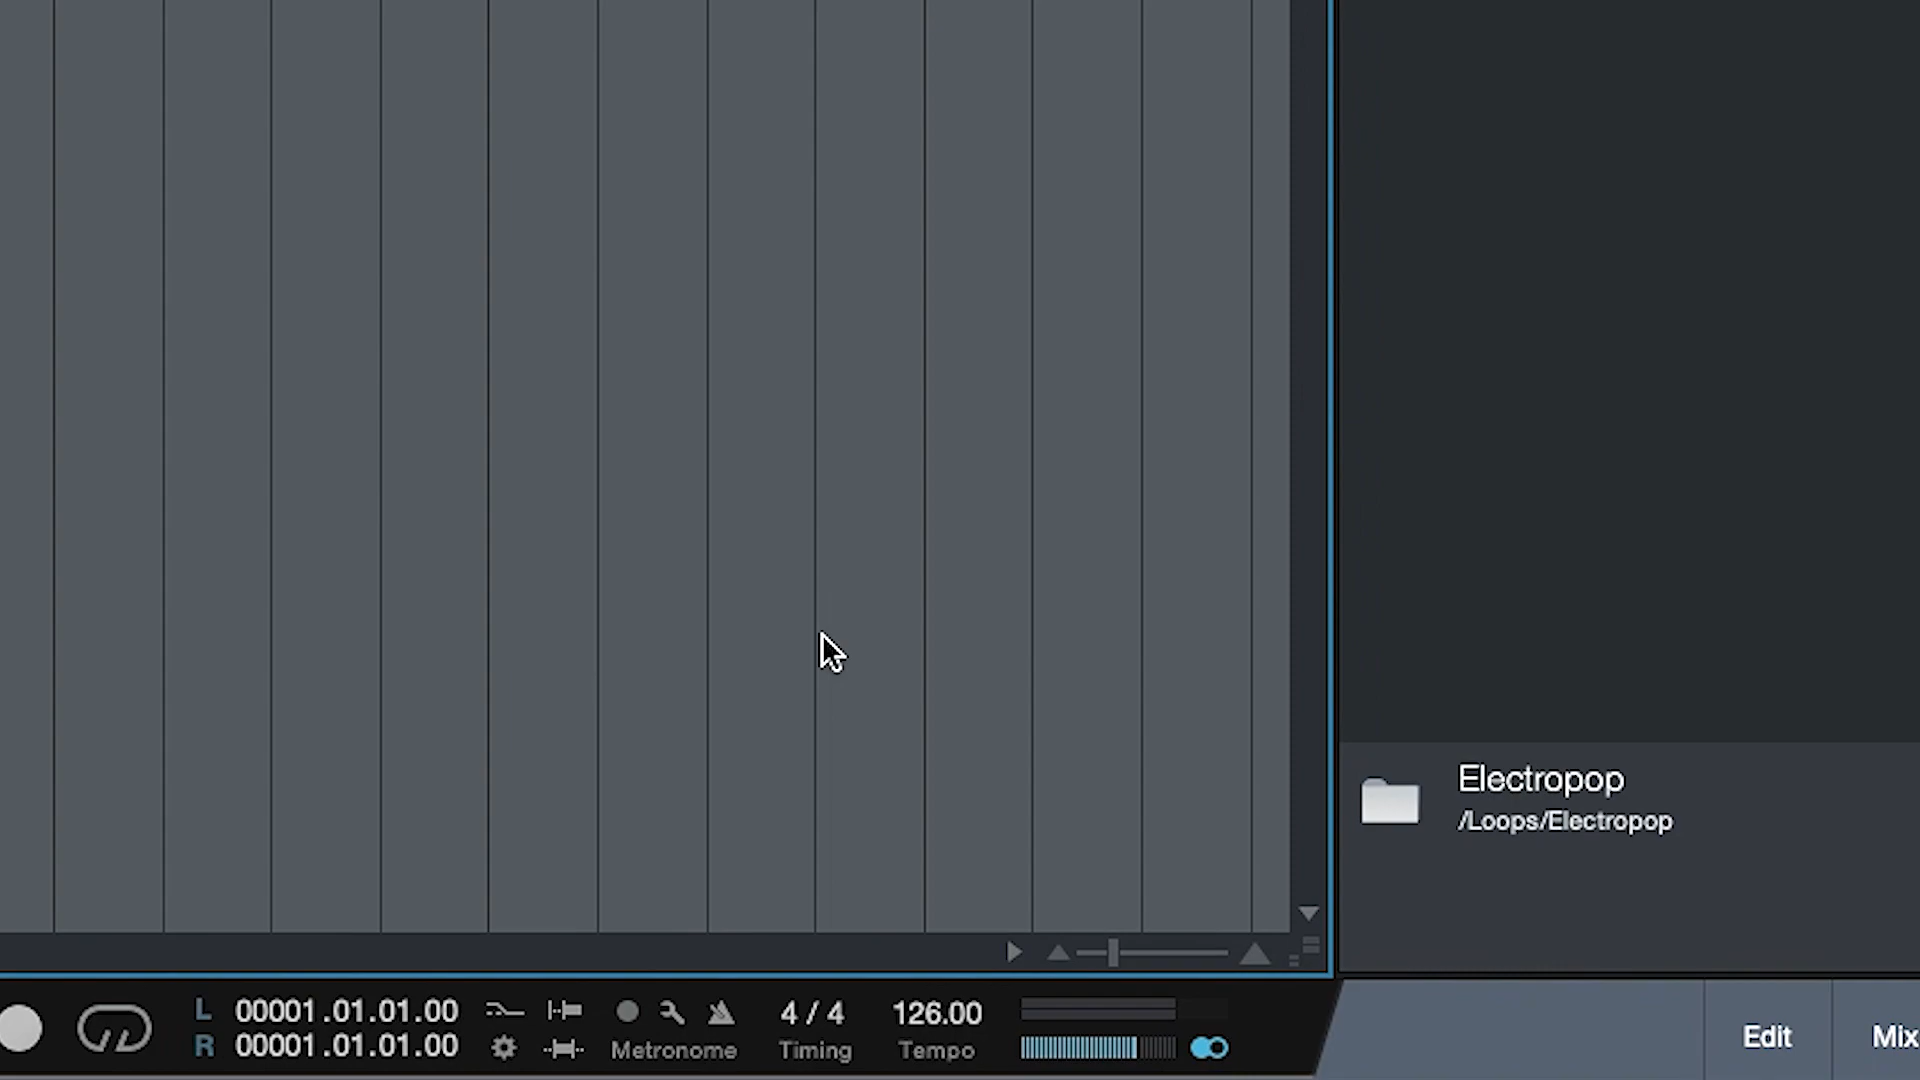 Electropop
/Loops/Electropop
L 00001.01.01.00
R 00001.01.01.00
Metronome
4 / 4
Timing
126.00
Tempo
Edit
Mix